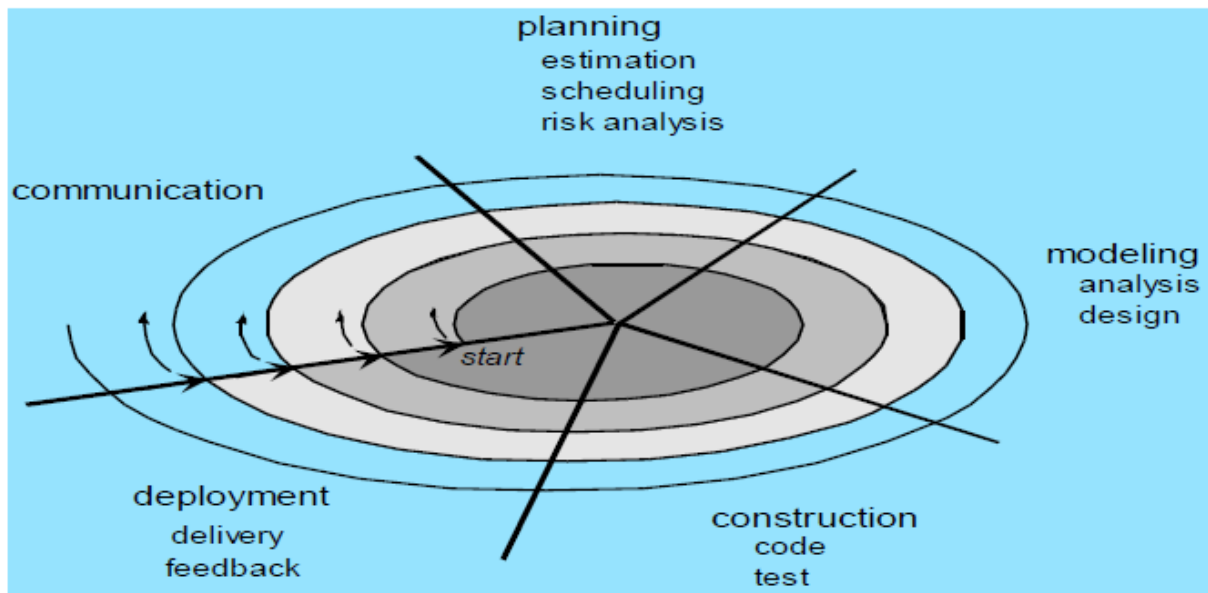 planning
estimation
scheduling
risk analysis
communication
modeling
analysis
design
start
deployment
delivery
feedback
construction
code
test